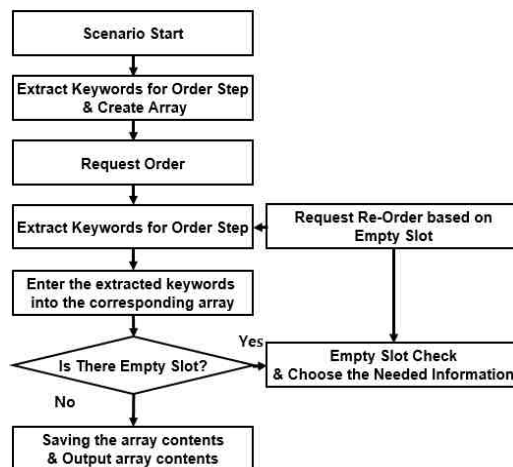 Scenario Start
Extract Keywords for Order Step
& Create Array
Request Order
Extract Keywords for Order Step
Request Re-Order based on
Empty Slot
Enter the extracted keywords
into the corresponding array
Is There Empty Slot?
Yes
Empty Slot Check
& Choose the Needed Information
No
Saving the array contents
& Output array contents